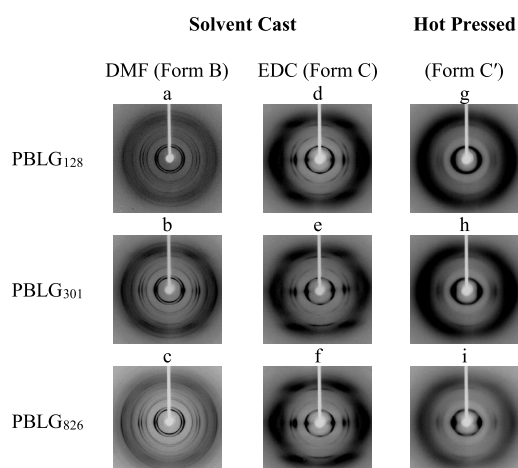 Solvent Cast Hot Pressed
DMF (Form B) EDC (Form C) (Form C′)
a d g
PBLG128
b e h
PBLG301
c f i
PBLG826